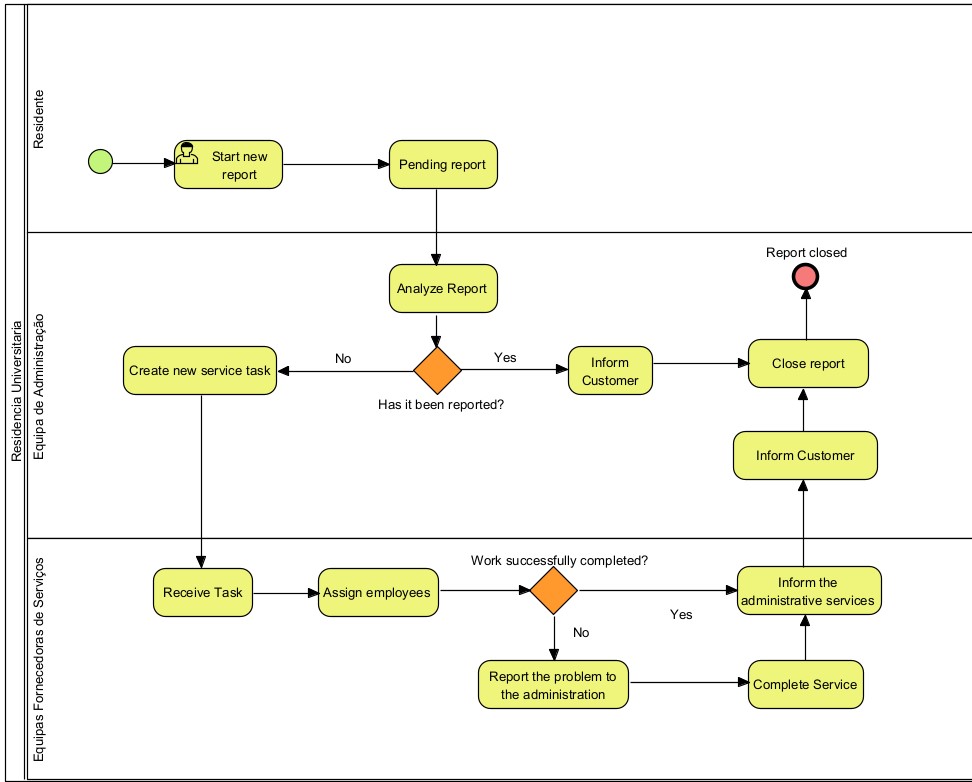 Residencia Universitaria
Residente
Start new
report
Pending report
Equipa de Administração
Analyze Report
Report closed
Create new service task
No
Yes
Has it been reported?
Inform
Customer
Close report
Inform Customer
Equipas Fornecedoras de Serviços
Receive Task
Assign employees
Work successfully completed?
Yes
No
Inform the
administrative services
Report the problem to
the administration
Complete Service